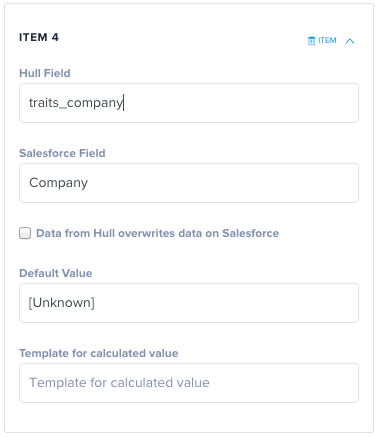 ITEM 4
ITEM
Hull Field
traits_company
Salesforce Field
Company
Data from Hull overwrites data on Salesforce
Default Value
[Unknown]
Template for calculated value
Template for calculated value